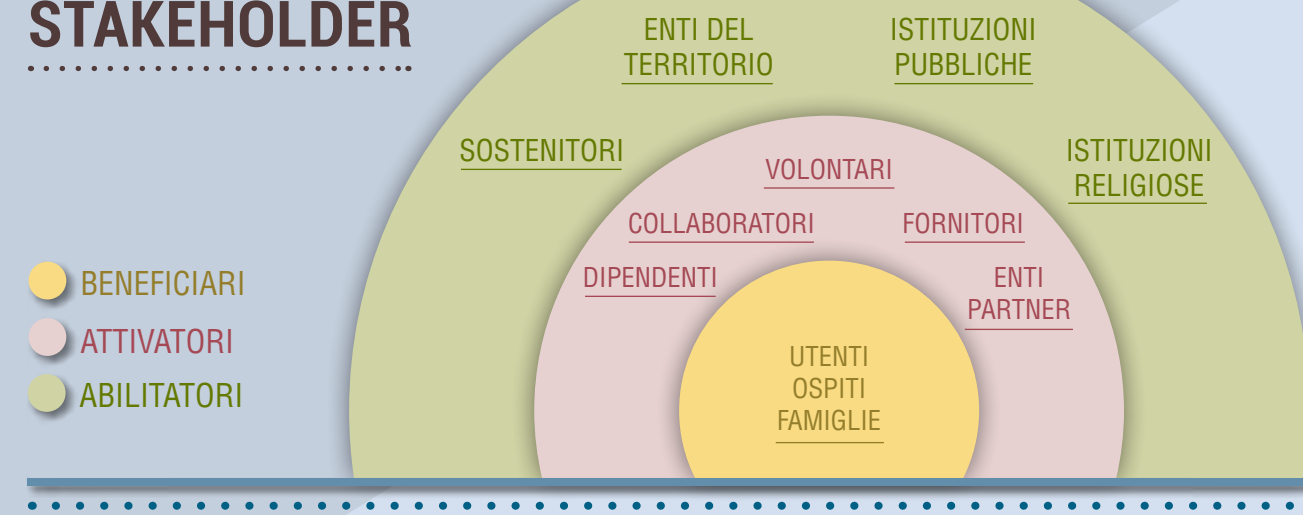 STAKEHOLDER
ENTI DEL
TERRITORIO
ISTITUZIONI
PUBBLICHE
SOSTENITORI
ISTITUZIONI
RELIGIOSE
VOLONTARI
COLLABORATORI
FORNITORI
DIPENDENTI
ENTI
PARTNER
UTENTI
OSPITI
FAMIGLIE
BENEFICIARI
ATTIVATORI
ABILITATORI